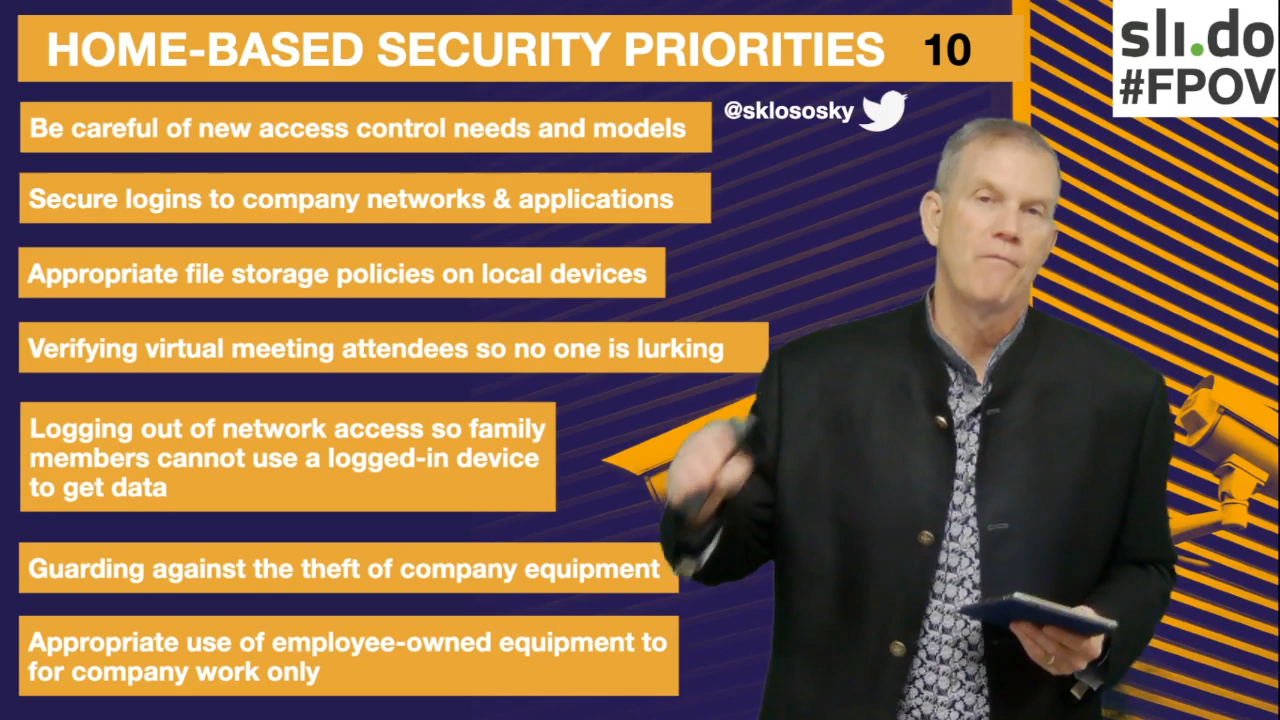 HOME-BASED SECURITY PRIORITIES 10
sli.do
#FPOV
@sklososky
Be careful of new access control needs and models
Secure logins to company networks & applications
Appropriate file storage policies on local devices
Verifying virtual meeting attendees so no one is lurking
Logging out of network access so family
members cannot use a logged-in device
to get data
Guarding against the theft of company equipment
Appropriate use of employee-owned equipment to
for company work only